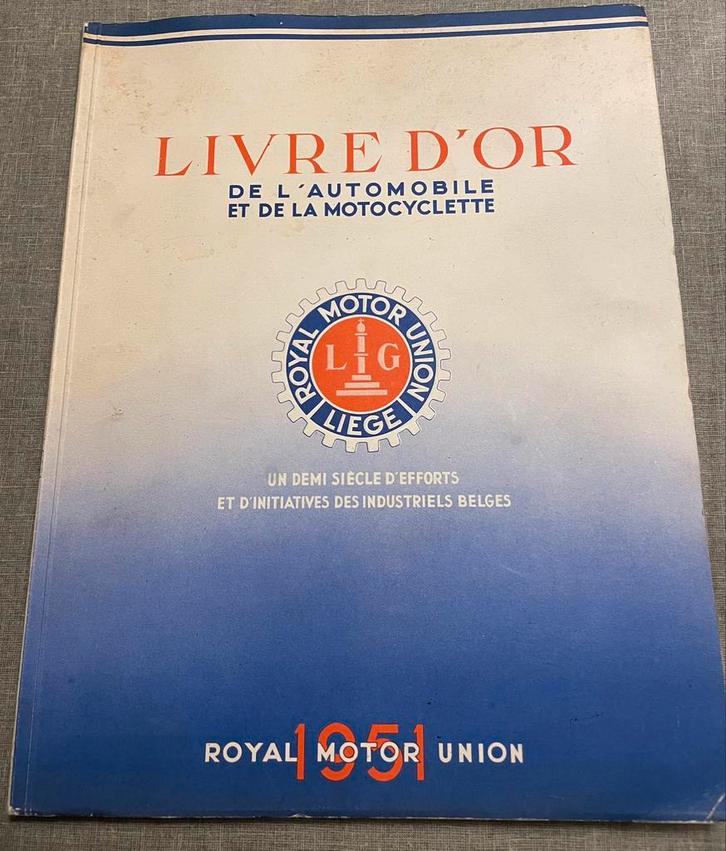 LIVRE D'OR
DE L'AUTOMOBILE
ET DE LA MOTOCYCLETTE
ROYAL MOTOR UNION
L G
LIEGE
UN DEMI SIÈCLE D'EFFORTS
ET D'INITIATIVES DES INDUSTRIELS BELGES
1951
ROYAL MOTOR UNION